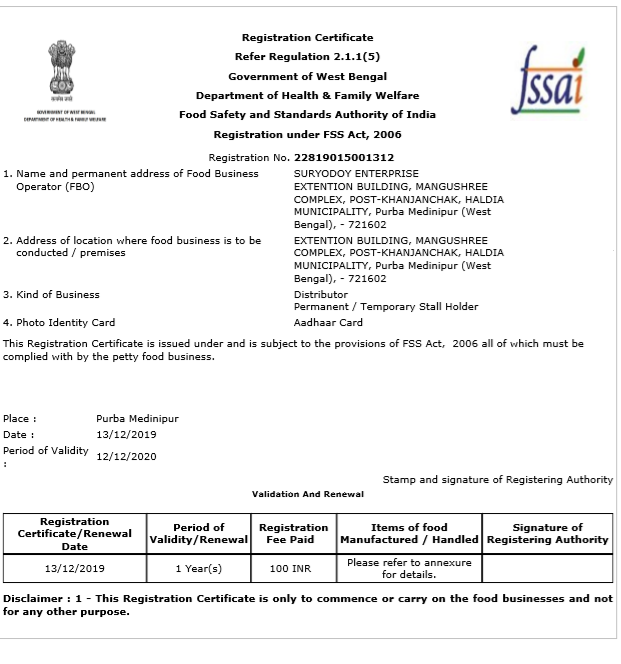 Registration Certificate
Refer Regulation 2.1.1(5)
Government of West Bengal
Department of Health & Family Welfare
Food Safety and Standards Authority of India
Registration under FSS Act, 2006
सत्यमेव जयते
GOVERNMENT OF WEST BENGAL
DEPARTMENT OF HEALTH & FAMILY WELFARE
fssai
Registration No. 22819015001312
1. Name and permanent address of Food Business
Operator (FBO)
SURYODOY ENTERPRISE
EXTENTION BUILDING, MANGUSHREE
COMPLEX, POST-KHANJANCHAK, HALDIA
MUNICIPALITY, Purba Medinipur (West
Bengal), - 721602
2. Address of location where food business is to be
conducted / premises
EXTENTION BUILDING, MANGUSHREE
COMPLEX, POST-KHANJANCHAK, HALDIA
MUNICIPALITY, Purba Medinipur (West
Bengal), - 721602
3. Kind of Business
Distributor
Permanent / Temporary Stall Holder
4. Photo Identity Card
Aadhaar Card
This Registration Certificate is issued under and is subject to the provisions of FSS Act, 2006 all of which must be
complied with by the petty food business.
Place : Purba Medinipur
Date : 13/12/2019
Period of Validity
: 12/12/2020
Stamp and signature of Registering Authority
Validation And Renewal
Registration
Certificate/Renewal
Date
Period of
Validity/Renewal
Registration
Fee Paid
Items of food
Manufactured / Handled
Signature of
Registering Authority
13/12/2019
1 Year(s)
100 INR
Please refer to annexure
for details.
Disclaimer : 1 - This Registration Certificate is only to commence or carry on the food businesses and not
for any other purpose.